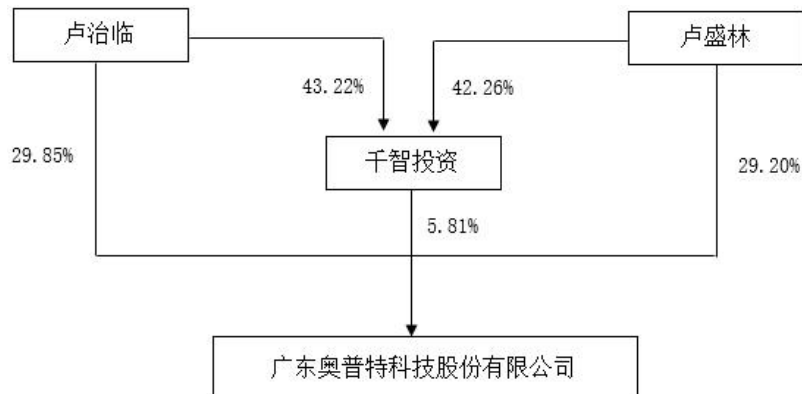 卢治临
卢盛林
43.22%
42.26%
千智投资
29.85%
29.20%
5.81%
广东奥普特科技股份有限公司